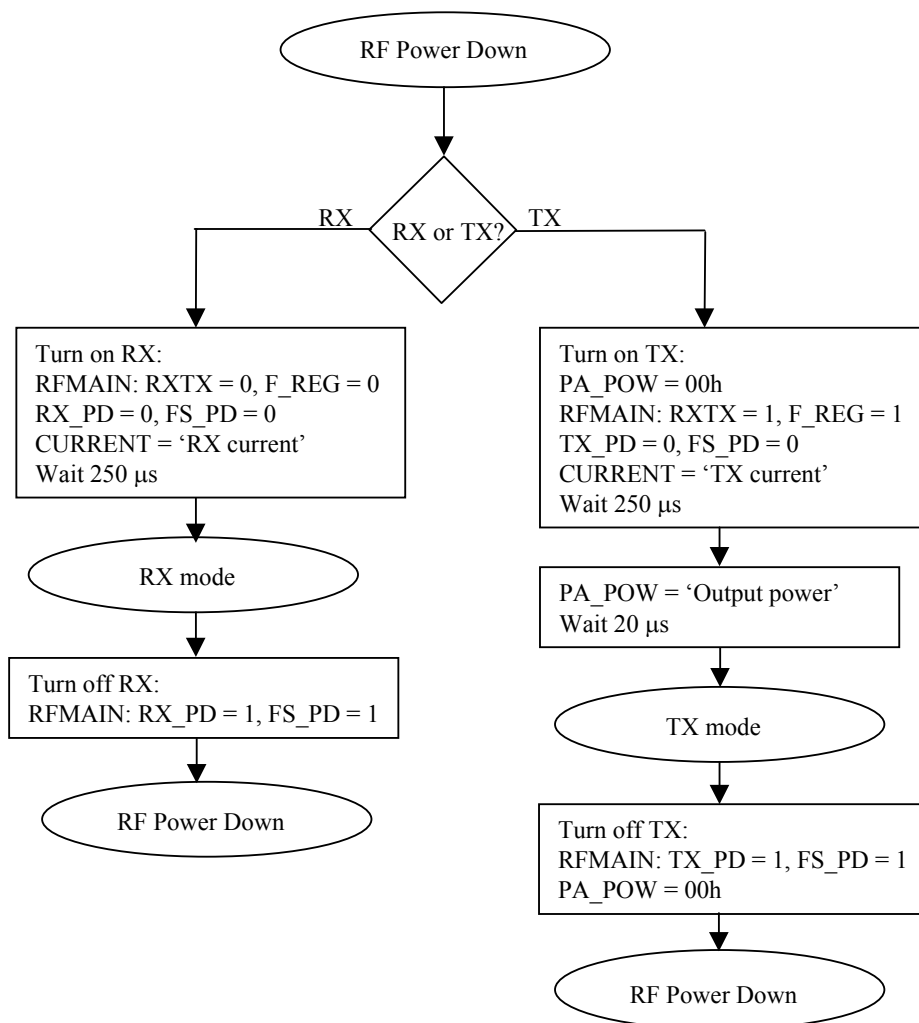 RF Power Down
RX or TX?
RX
TX
Turn on RX:
RFMAIN: RXTX = 0, F_REG = 0
RX_PD = 0, FS_PD = 0
CURRENT = ‘RX current’
Wait 250 μs
RX mode
Turn off RX:
RFMAIN: RX_PD = 1, FS_PD = 1
RF Power Down
Turn on TX:
PA_POW = 00h
RFMAIN: RXTX = 1, F_REG = 1
TX_PD = 0, FS_PD = 0
CURRENT = ‘TX current’
Wait 250 μs
PA_POW = ‘Output power’
Wait 20 μs
TX mode
Turn off TX:
RFMAIN: TX_PD = 1, FS_PD = 1
PA_POW = 00h
RF Power Down